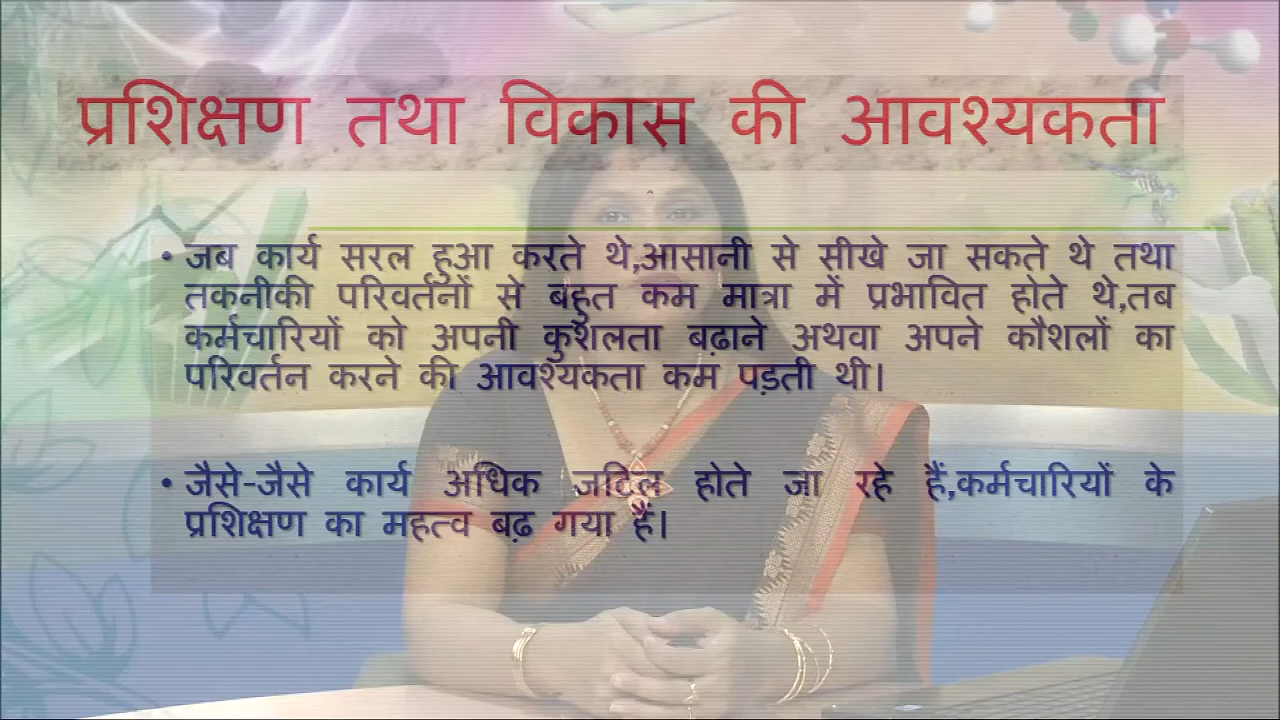 प्रशिक्षण तथा विकास की आवश्यकता
• जब कार्य सरल हुआ करते थे,आसानी से सीखे जा सकते थे तथा
तकनीकी परिवर्तनों से बहुत कम मात्रा में प्रभावित होते थे,तब
कर्मचारियों को अपनी कुशलता बढ़ाने अथवा अपने कौशलों का
परिवर्तन करने की आवश्यकता कम पड़ती थी।
• जैसे-जैसे कार्य अधिक जटिल होते जा रहे हैं,कर्मचारियों के
प्रशिक्षण का महत्व बढ़ गया हैं।